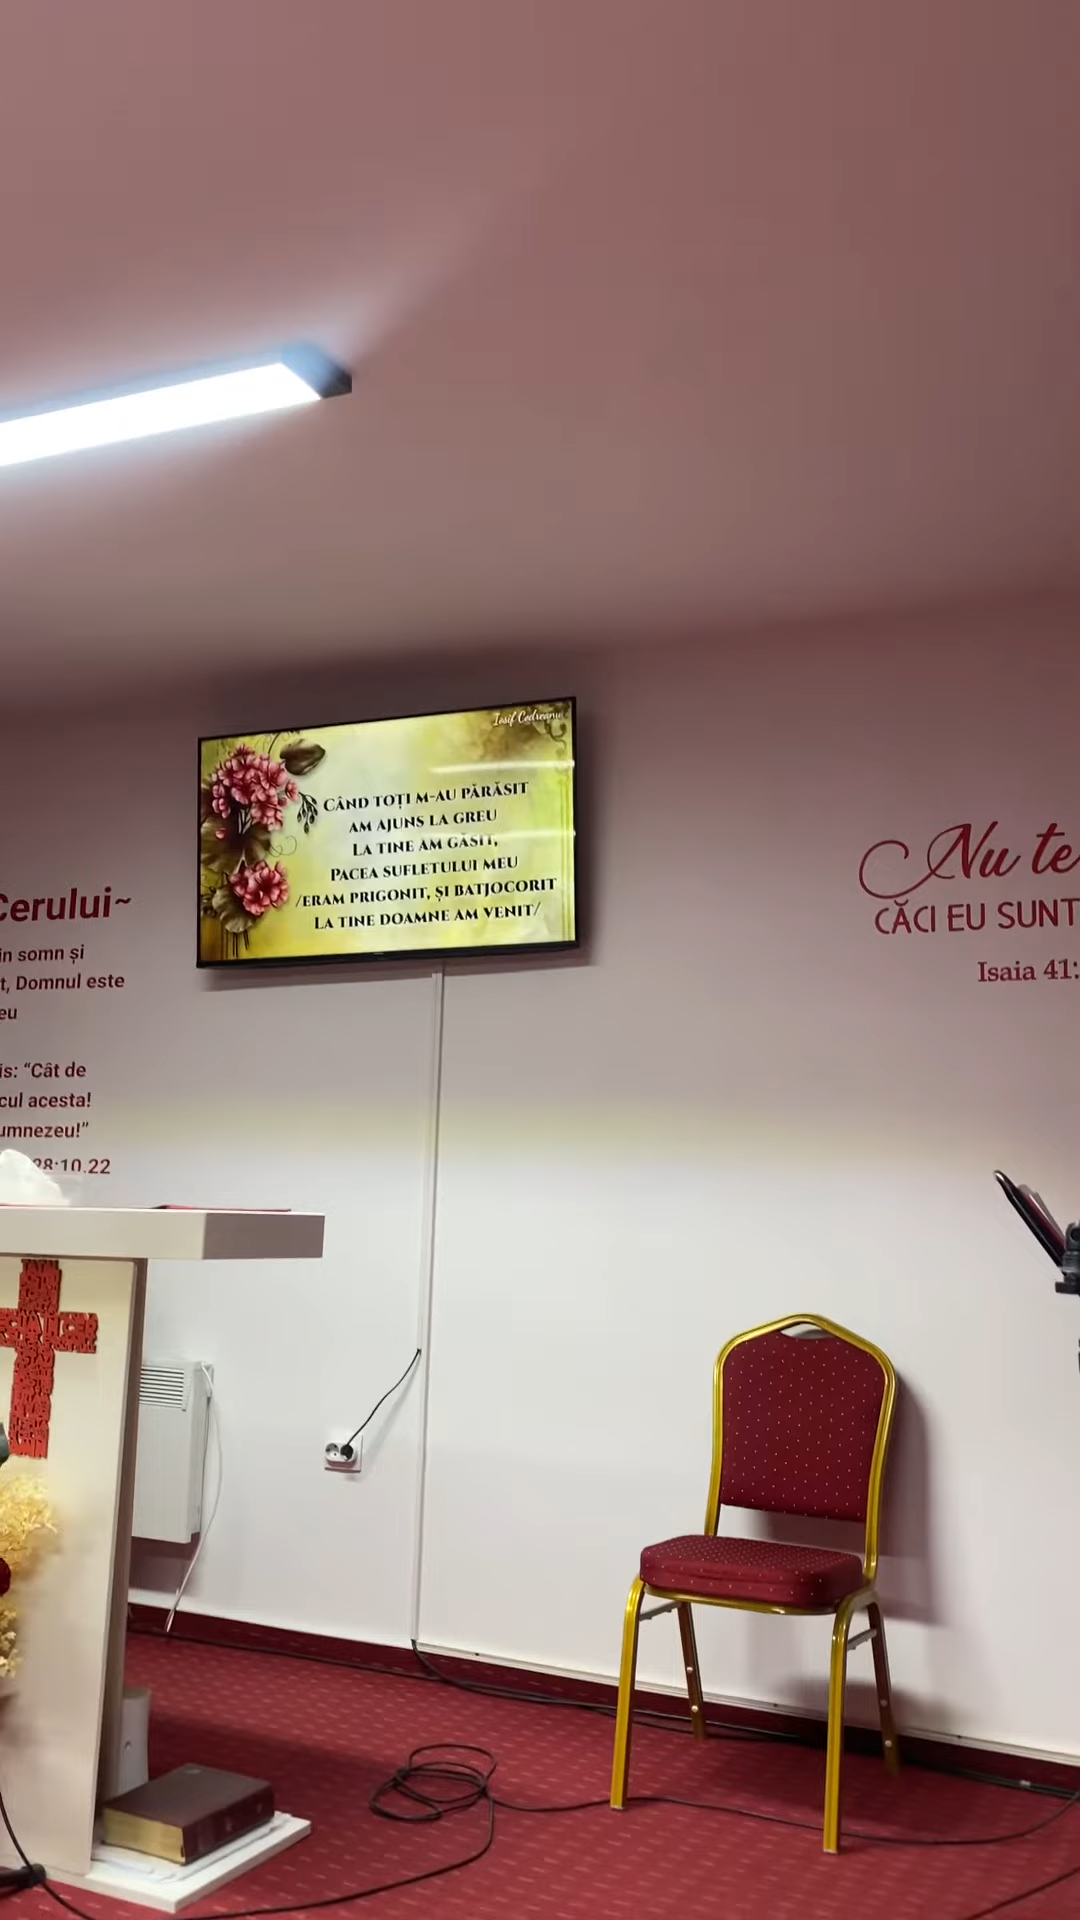 Iosif Codreanu
CÂND TOȚI M-AU PĂRĂSIT
AM AJUNS LA GREU
LA TINE AM GĂSIT,
PACEA SUFLETULUI MEU
/ERAM PRIGONIT, ȘI BATJOCORIT
LA TINE DOAMNE AM VENIT/
Cerului~
in somn și
t, Domnul este
eu
is: “Cât de
cul acesta!
umnezeu!”
28:10.22
Nu te
CĂCI EU SUNT
Isaia 41: